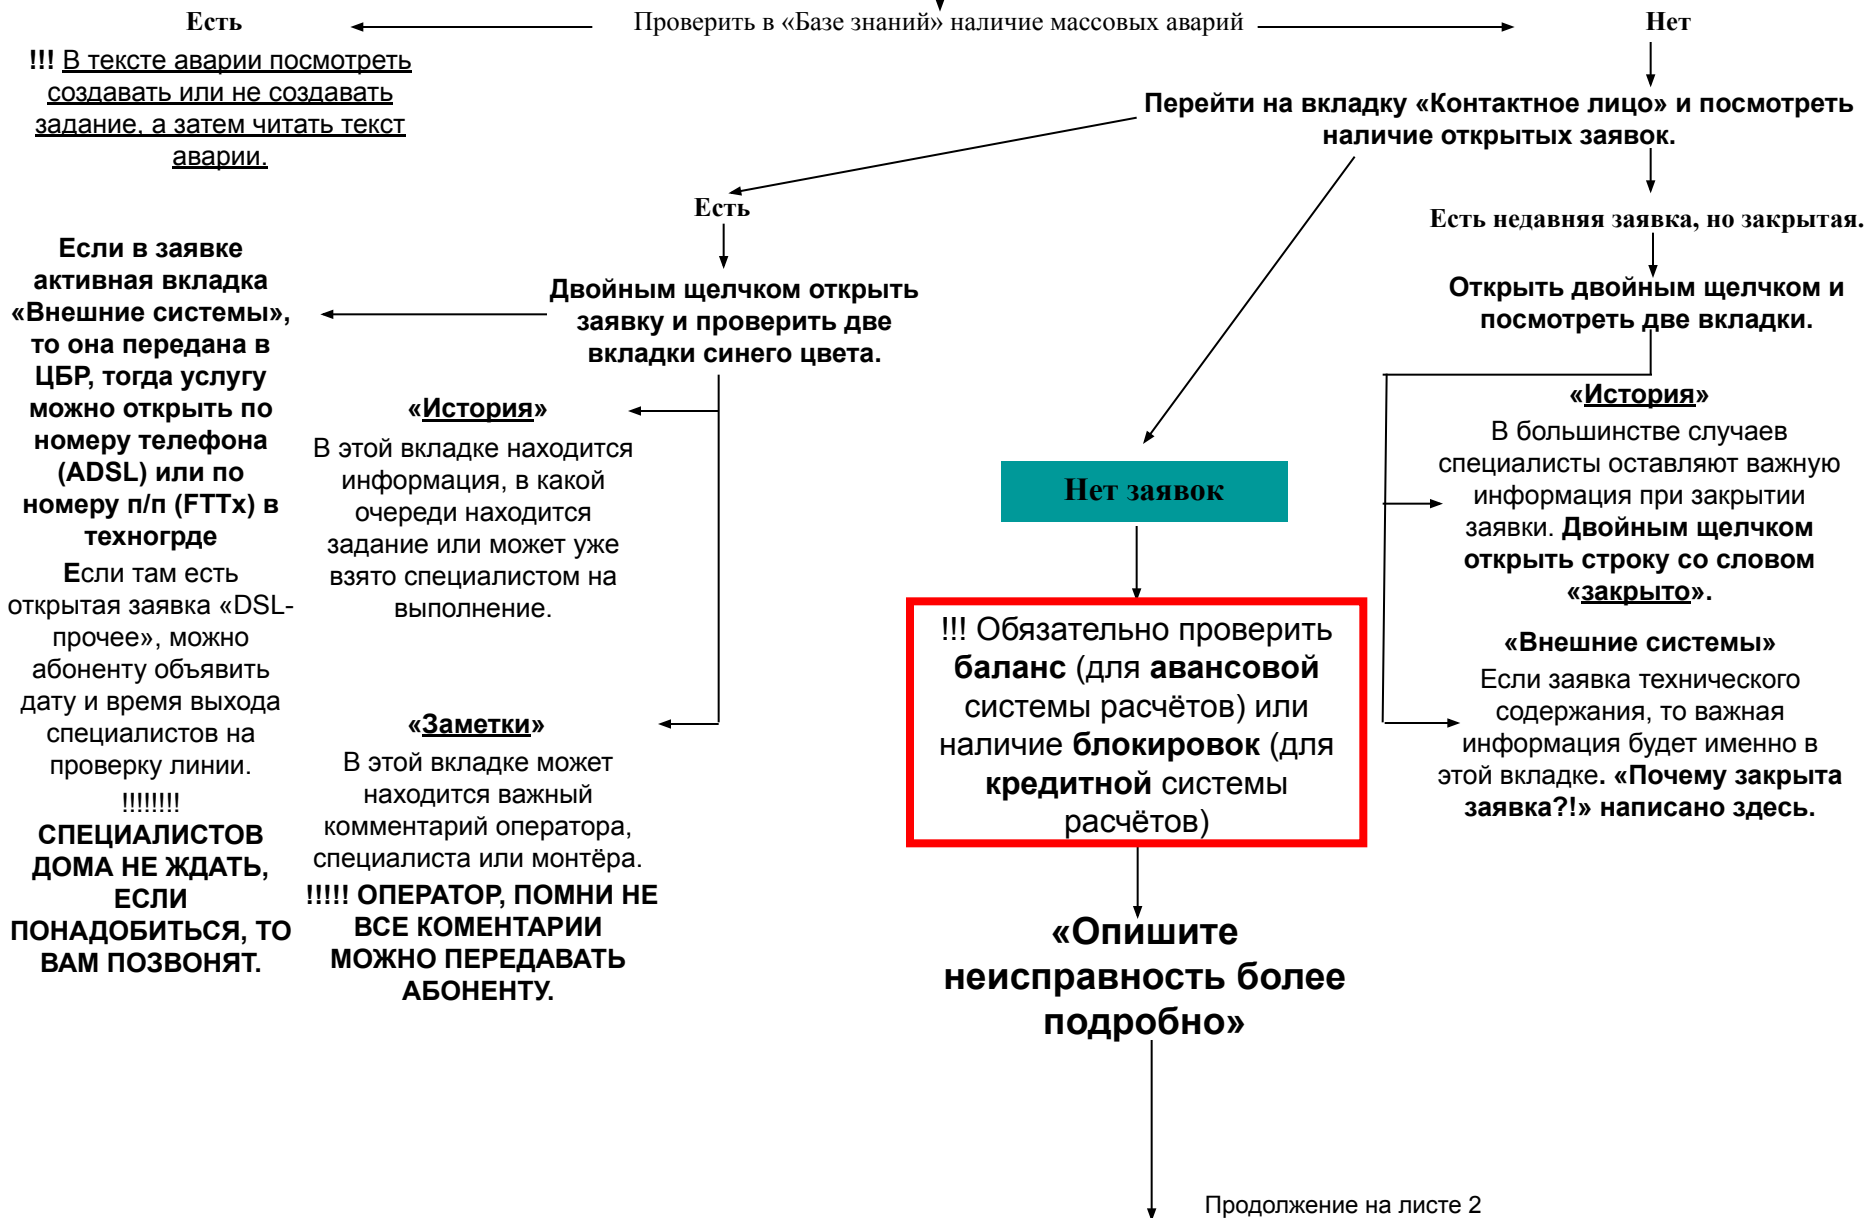 Есть
Проверить в «Базе знаний» наличие массовых аварий
Нет
!!! В тексте аварии посмотреть
создавать или не создавать
задание, а затем читать текст
аварии.
Перейти на вкладку «Контактное лицо» и посмотреть
наличие открытых заявок.
Есть
Есть недавняя заявка, но закрытая.
Если в заявке
активная вкладка
«Внешние системы»,
то она передана в
ЦБР, тогда услугу
можно открыть по
номеру телефона
(ADSL) или по
номеру п/п (FTTx) в
техногрде
Если там есть
открытая заявка «DSL-
прочее», можно
абоненту объявить
дату и время выхода
специалистов на
проверку линии.
!!!!!!!!
СПЕЦИАЛИСТОВ
ДОМА НЕ ЖДАТЬ,
ЕСЛИ
ПОНАДОБИТЬСЯ, ТО
ВАМ ПОЗВОНЯТ.
Двойным щелчком открыть
заявку и проверить две
вкладки синего цвета.
«История»
В этой вкладке находится
информация, в какой
очереди находится
задание или может уже
взято специалистом на
выполнение.
«Заметки»
В этой вкладке может
находится важный
комментарий оператора,
специалиста или монтёра.
!!!!! ОПЕРАТОР, ПОМНИ НЕ
ВСЕ КОМЕНТАРИИ
МОЖНО ПЕРЕДАВАТЬ
АБОНЕНТУ.
Нет заявок
!!! Обязательно проверить
баланс (для авансовой
системы расчётов) или
наличие блокировок (для
кредитной системы
расчётов)
«Опишите
неисправность более
подробно»
Открыть двойным щелчком и
посмотреть две вкладки.
«История»
В большинстве случаев
специалисты оставляют важную
информация при закрытии
заявки. Двойным щелчком
открыть строку со словом
«закрыто».
«Внешние системы»
Если заявка технического
содержания, то важная
информация будет именно в
этой вкладке. «Почему закрыта
заявка?!» написано здесь.
Продолжение на листе 2